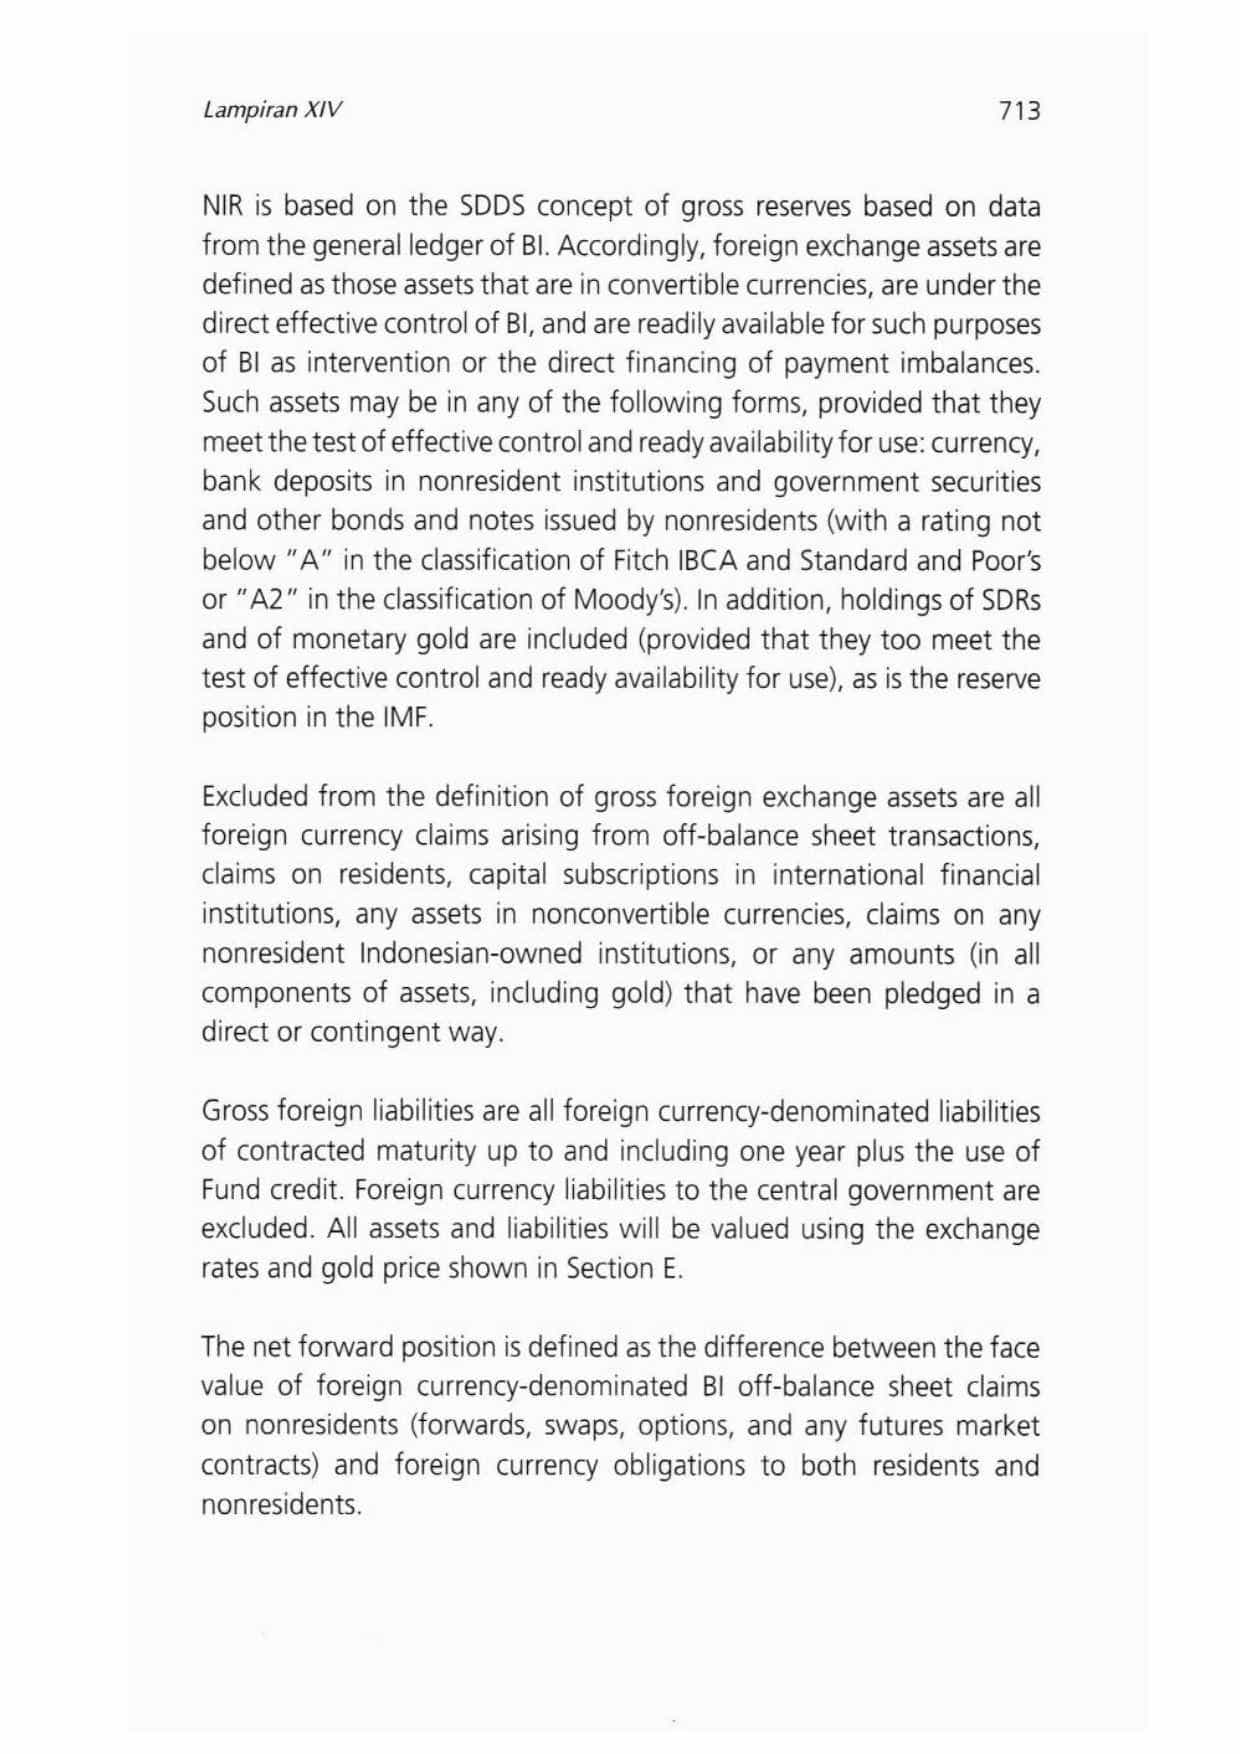 Lampiran XIV 713
NIR is based on the SDDS concept of gross reserves based on data
from the general ledger of BI. Accordingly, foreign exchange assets are
defined as those assets that are in convertible currencies, are under the
direct effective control of BI, and are readily available for such purposes
of BI as intervention or the direct financing of payment imbalances.
Such assets may be in any of the following forms, provided that they
meet the test of effective control and ready availability for use: currency,
bank deposits in nonresident institutions and government securities
and other bonds and notes issued by nonresidents (with a rating not
below "A" in the classification of Fitch IBCA and Standard and Poor's
or "A2" in the classification of Moody's). In addition, holdings of SDRs
and of monetary gold are included (provided that they too meet the
test of effective control and ready availability for use), as is the reserve
position in the IMF.
Excluded from the definition of gross foreign exchange assets are all
foreign currency claims arising from off-balance sheet transactions,
claims on residents, capital subscriptions in international financial
institutions, any assets in nonconvertible currencies, claims on any
nonresident Indonesian-owned institutions, or any amounts (in all
components of assets, including gold) that have been pledged in a
direct or contingent way.
Gross foreign liabilities are all foreign currency-denominated liabilities
of contracted maturity up to and including one year plus the use of
Fund credit. Foreign currency liabilities to the central government are
excluded. All assets and liabilities will be valued using the exchange
rates and gold price shown in Section E.
The net forward position is defined as the difference between the face
value of foreign currency-denominated BI off-balance sheet claims
on nonresidents (forwards, swaps, options, and any futures market
contracts) and foreign currency obligations to both residents and
nonresidents.